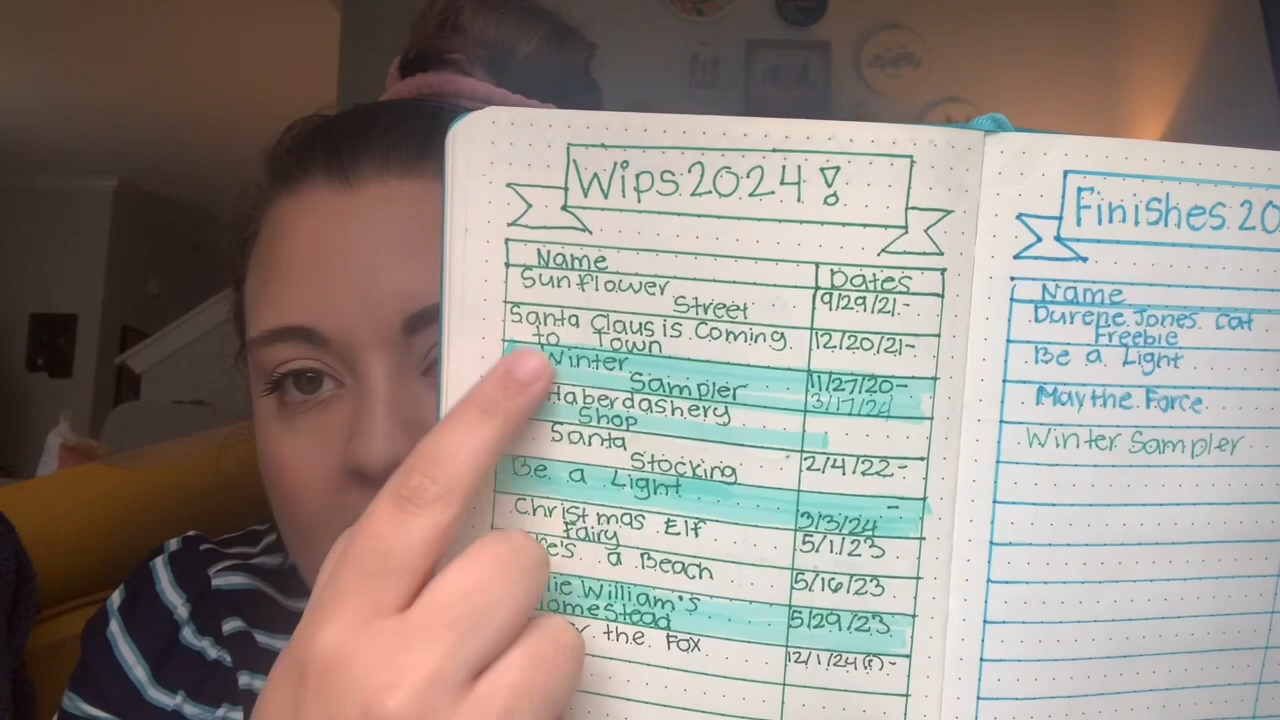 Wips 2024!
Name Dates
Sunflower 9/29/21-
Street
Santa Claus is Coming 12/20/21-
to Town
Winter 11/27/20-
Sampler 3/17/24
Haberdashery
Shop
Santa
Stocking 2/4/22-
Be a Light -
3/3/24
Christmas Elf 5/1/23
Fairy
a Beach 5/16/23
William's 5/29/23
Homestead
the Fox 12/1/24
Finishes 20
Name
Durene Jones Cat
Freebie
Be a Light
May the Force
Winter Sampler